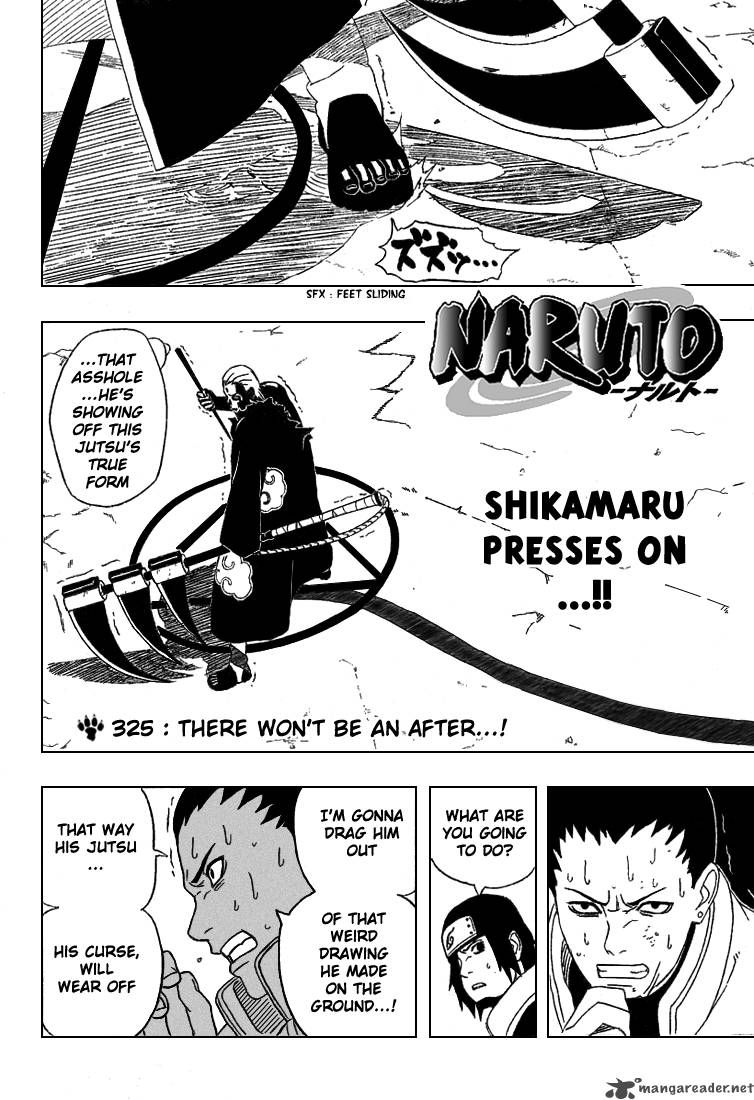 ズズッ...
SFX : FEET SLIDING
NARUTO
-ナルト-
...THAT
ASSHOLE
...HE'S
SHOWING
OFF THIS
JUTSU'S
TRUE
FORM
SHIKAMARU
PRESSES ON
...!!
325 : THERE WON'T BE AN AFTER...!
WHAT ARE
YOU GOING
TO DO?
I'M GONNA
DRAG HIM
OUT
OF THAT
WEIRD
DRAWING
HE MADE
ON THE
GROUND...!
THAT WAY
HIS JUTSU
...
HIS CURSE,
WILL
WEAR OFF
mangareader.net